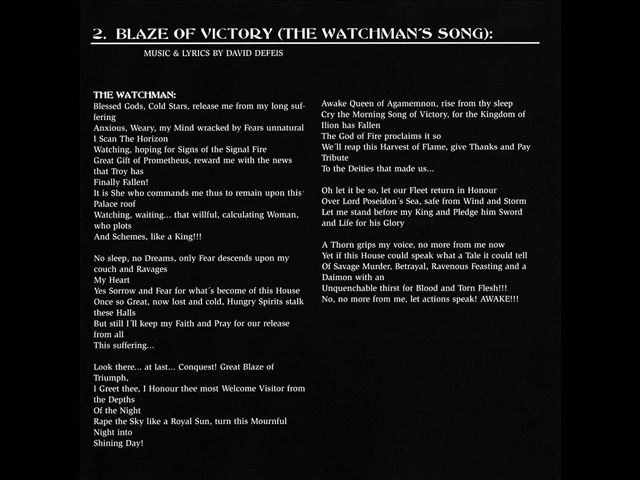 2. BLAZE OF VICTORY (THE WATCHMAN´S SONG):
MUSIC & LYRICS BY DAVID DEFEIS
THE WATCHMAN:
Blessed Gods, Cold Stars, release me from my long suf-
fering
Anxious, Weary, my Mind wracked by Fears unnatural
I Scan The Horizon
Watching, hoping for Signs of the Signal Fire
Great Gift of Prometheus, reward me with the news
that Troy has
Finally Fallen!
It is She who commands me thus to remain upon this
Palace roof
Watching, waiting... that willful, calculating Woman,
who plots
And Schemes, like a King!!!
No sleep, no Dreams, only Fear descends upon my
couch and Ravages
My Heart
Yes Sorrow and Fear for what´s become of this House
Once so Great, now lost and cold, Hungry Spirits stalk
these Halls
But still I´ll keep my Faith and Pray for our release
from all
This suffering...
Look there... at last... Conquest! Great Blaze of
Triumph,
I Greet thee, I Honour thee most Welcome Visitor from
the Depths
Of the Night
Rape the Sky like a Royal Sun, turn this Mournful
Night into
Shining Day!
Awake Queen of Agamemnon, rise from thy sleep
Cry the Morning Song of Victory, for the Kingdom of
Ilion has Fallen
The God of Fire proclaims it so
We´ll reap this Harvest of Flame, give Thanks and Pay
Tribute
To the Deities that made us...
Oh let it be so, let our Fleet return in Honour
Over Lord Poseidon´s Sea, safe from Wind and Storm
Let me stand before my King and Pledge him Sword
and Life for his Glory
A Thorn grips my voice, no more from me now
Yet if this House could speak what a Tale it could tell
Of Savage Murder, Betrayal, Ravenous Feasting and a
Daimon with an
Unquenchable thirst for Blood and Torn Flesh!!!
No, no more from me, let actions speak! AWAKE!!!